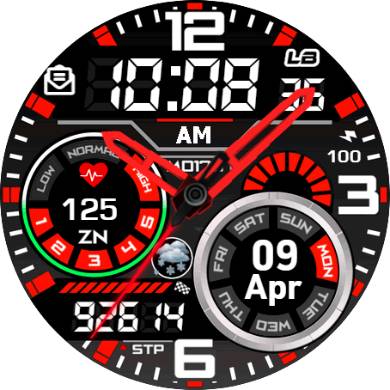 12
10:08
LB
36
AM
LOW NORMAL HIGH
100
125
ZN
1 2 3 4 5
3
FRI SAT SUN MON TUE WED THU
09
Apr
92614
STP
6